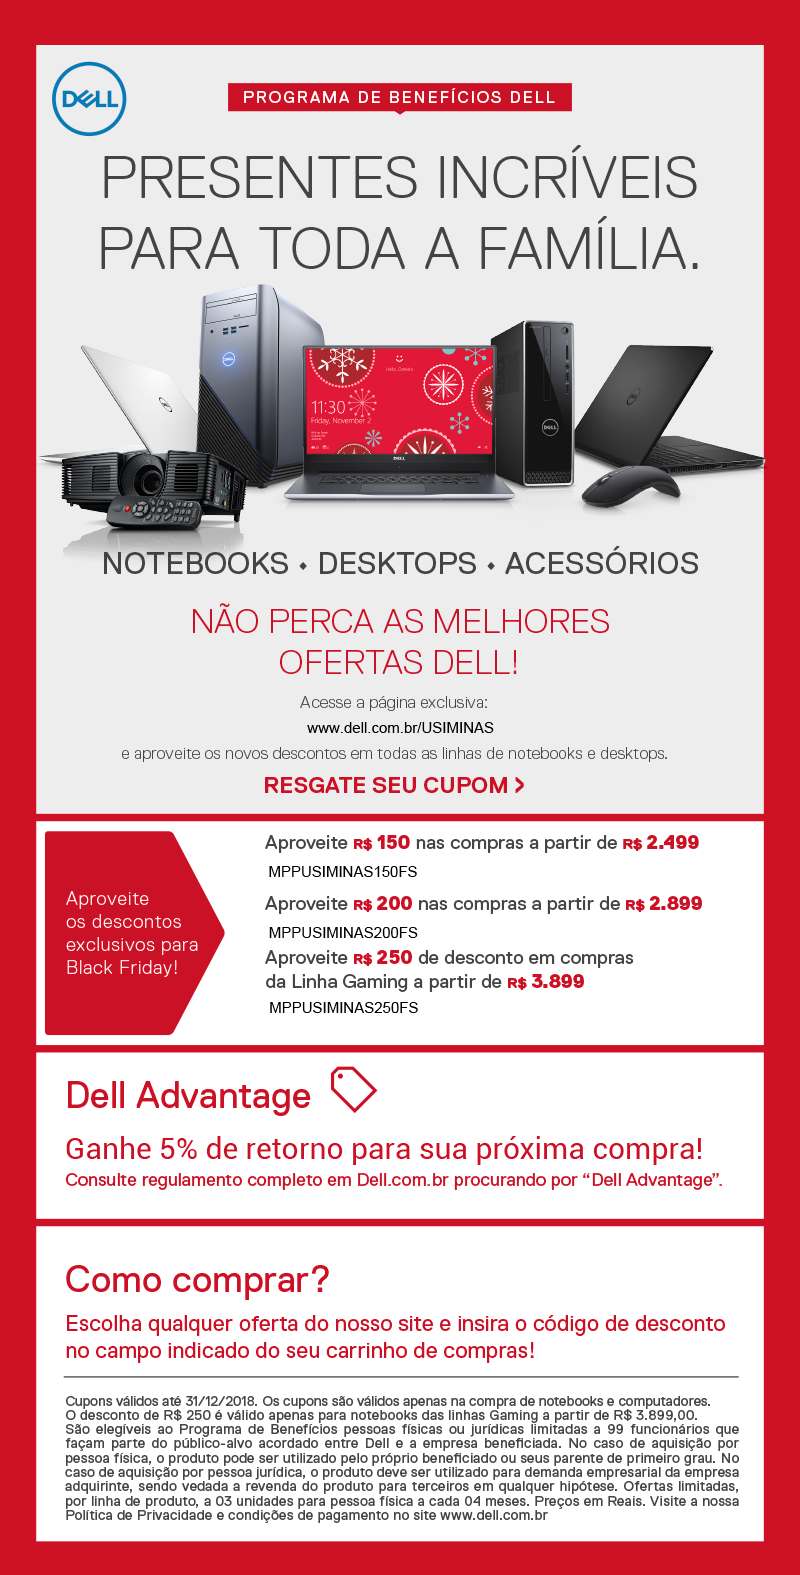 DELL
PROGRAMA DE BENEFÍCIOS DELL
PRESENTES INCRÍVEIS
PARA TODA A FAMÍLIA.
11:30
Friday, November 2
DELL
NOTEBOOKS • DESKTOPS • ACESSÓRIOS
NÃO PERCA AS MELHORES
OFERTAS DELL!
Acesse a página exclusiva:
www.dell.com.br/USIMINAS
e aproveite os novos descontos em todas as linhas de notebooks e desktops.
RESGATE SEU CUPOM >
Aproveite
os descontos
exclusivos para
Black Friday!
Aproveite R$ 150 nas compras a partir de R$ 2.499
MPPUSIMINAS150FS
Aproveite R$ 200 nas compras a partir de R$ 2.899
MPPUSIMINAS200FS
Aproveite R$ 250 de desconto em compras
da Linha Gaming a partir de R$ 3.899
MPPUSIMINAS250FS
Dell Advantage
Ganhe 5% de retorno para sua próxima compra!
Consulte regulamento completo em Dell.com.br procurando por “Dell Advantage”.
Como comprar?
Escolha qualquer oferta do nosso site e insira o código de desconto
no campo indicado do seu carrinho de compras!
Cupons válidos até 31/12/2018. Os cupons são válidos apenas na compra de notebooks e computadores.
O desconto de R$ 250 é válido apenas para notebooks das linhas Gaming a partir de R$ 3.899,00.
São elegíveis ao Programa de Benefícios pessoas físicas ou jurídicas limitadas a 99 funcionários que
façam parte do público-alvo acordado entre Dell e a empresa beneficiada. No caso de aquisição por
pessoa física, o produto pode ser utilizado pelo próprio beneficiado ou seus parente de primeiro grau. No
caso de aquisição por pessoa jurídica, o produto deve ser utilizado para demanda empresarial da empresa
adquirinte, sendo vedada a revenda do produto para terceiros em qualquer hipótese. Ofertas limitadas,
por linha de produto, a 03 unidades para pessoa física a cada 04 meses. Preços em Reais. Visite a nossa
Política de Privacidade e condições de pagamento no site www.dell.com.br